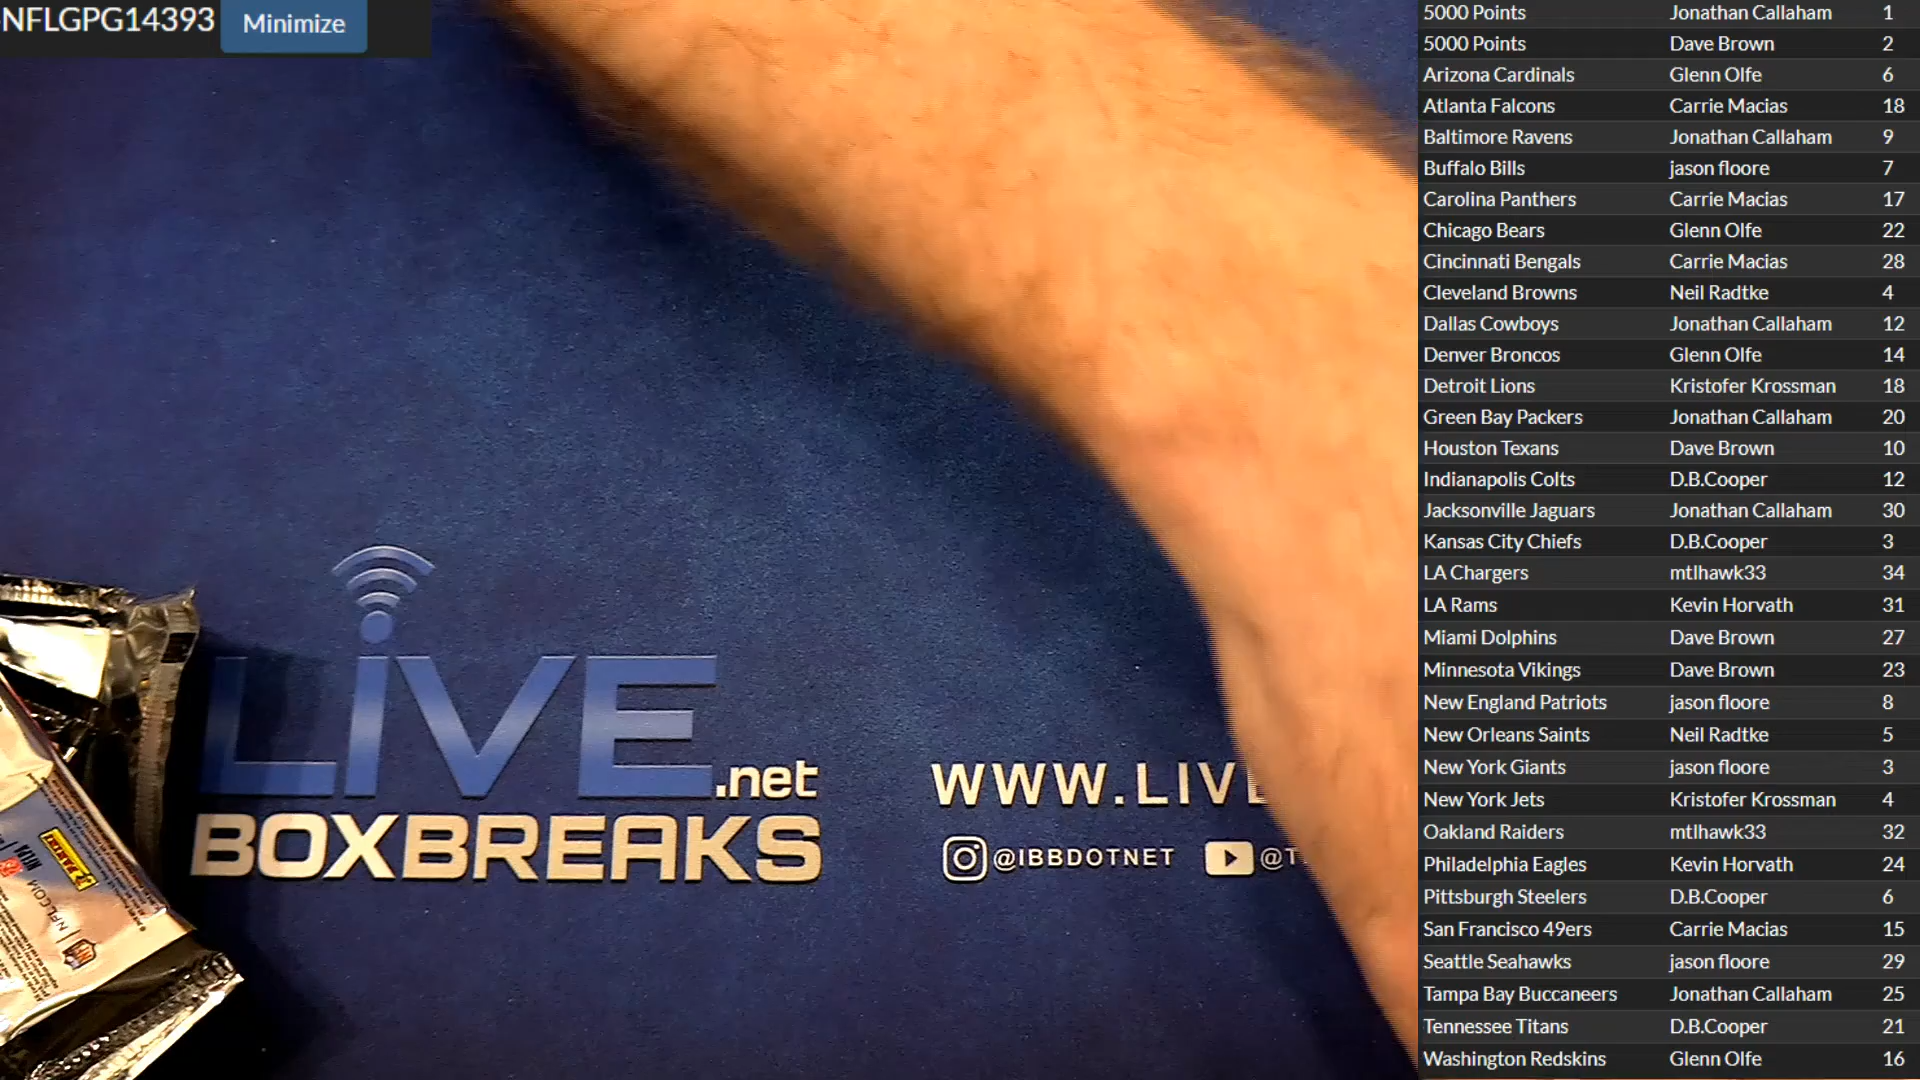 NFLGPG14393 Minimize
5000 Points Jonathan Callaham 1
5000 Points Dave Brown 2
Arizona Cardinals Glenn Olfe 6
Atlanta Falcons Carrie Macias 18
Baltimore Ravens Jonathan Callaham 9
Buffalo Bills jason floore 7
Carolina Panthers Carrie Macias 17
Chicago Bears Glenn Olfe 22
Cincinnati Bengals Carrie Macias 28
Cleveland Browns Neil Radtke 4
Dallas Cowboys Jonathan Callaham 12
Denver Broncos Glenn Olfe 14
Detroit Lions Kristofer Krossman 18
Green Bay Packers Jonathan Callaham 20
Houston Texans Dave Brown 10
Indianapolis Colts D.B.Cooper 12
Jacksonville Jaguars Jonathan Callaham 30
Kansas City Chiefs D.B.Cooper 3
LA Chargers mtlhawk33 34
LA Rams Kevin Horvath 31
Miami Dolphins Dave Brown 27
Minnesota Vikings Dave Brown 23
New England Patriots jason floore 8
New Orleans Saints Neil Radtke 5
New York Giants jason floore 3
New York Jets Kristofer Krossman 4
Oakland Raiders mtlhawk33 32
Philadelphia Eagles Kevin Horvath 24
Pittsburgh Steelers D.B.Cooper 6
San Francisco 49ers Carrie Macias 15
Seattle Seahawks jason floore 29
Tampa Bay Buccaneers Jonathan Callaham 25
Tennessee Titans D.B.Cooper 21
Washington Redskins Glenn Olfe 16
LiVE.net
BOXBREAKS
WWW.LIV
@IBBDOTNET @T
PANINI
NFL.COM